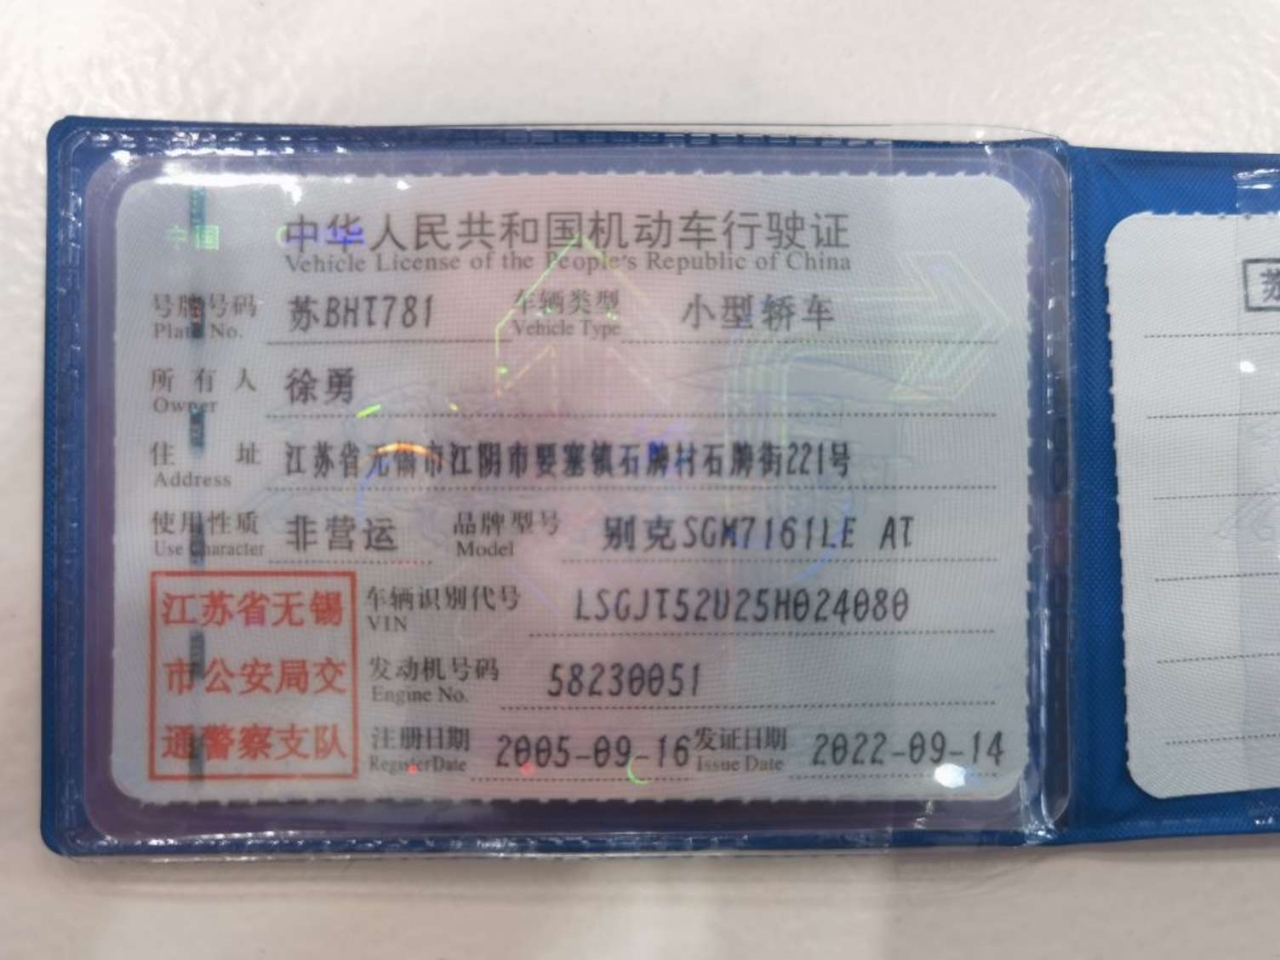 中国
中华人民共和国机动车行驶证
Vehicle License of the People's Republic of China
号牌号码 苏BHT781 车辆类型 小型轿车
Plate No. Vehicle Type
所有人 徐勇
Owner
住址 江苏省无锡市江阴市要塞镇石牌村石牌街221号
Address
使用性质 非营运 品牌型号 别克SGM7161LE AT
Use Character Model
江苏省无锡
市公安局交
通警察支队
车辆识别代号 LSGJT52U25H024080
VIN
发动机号码 58230051
Engine No.
注册日期 2005-09-16 发证日期 2022-09-14
Register Date Issue Date
苏